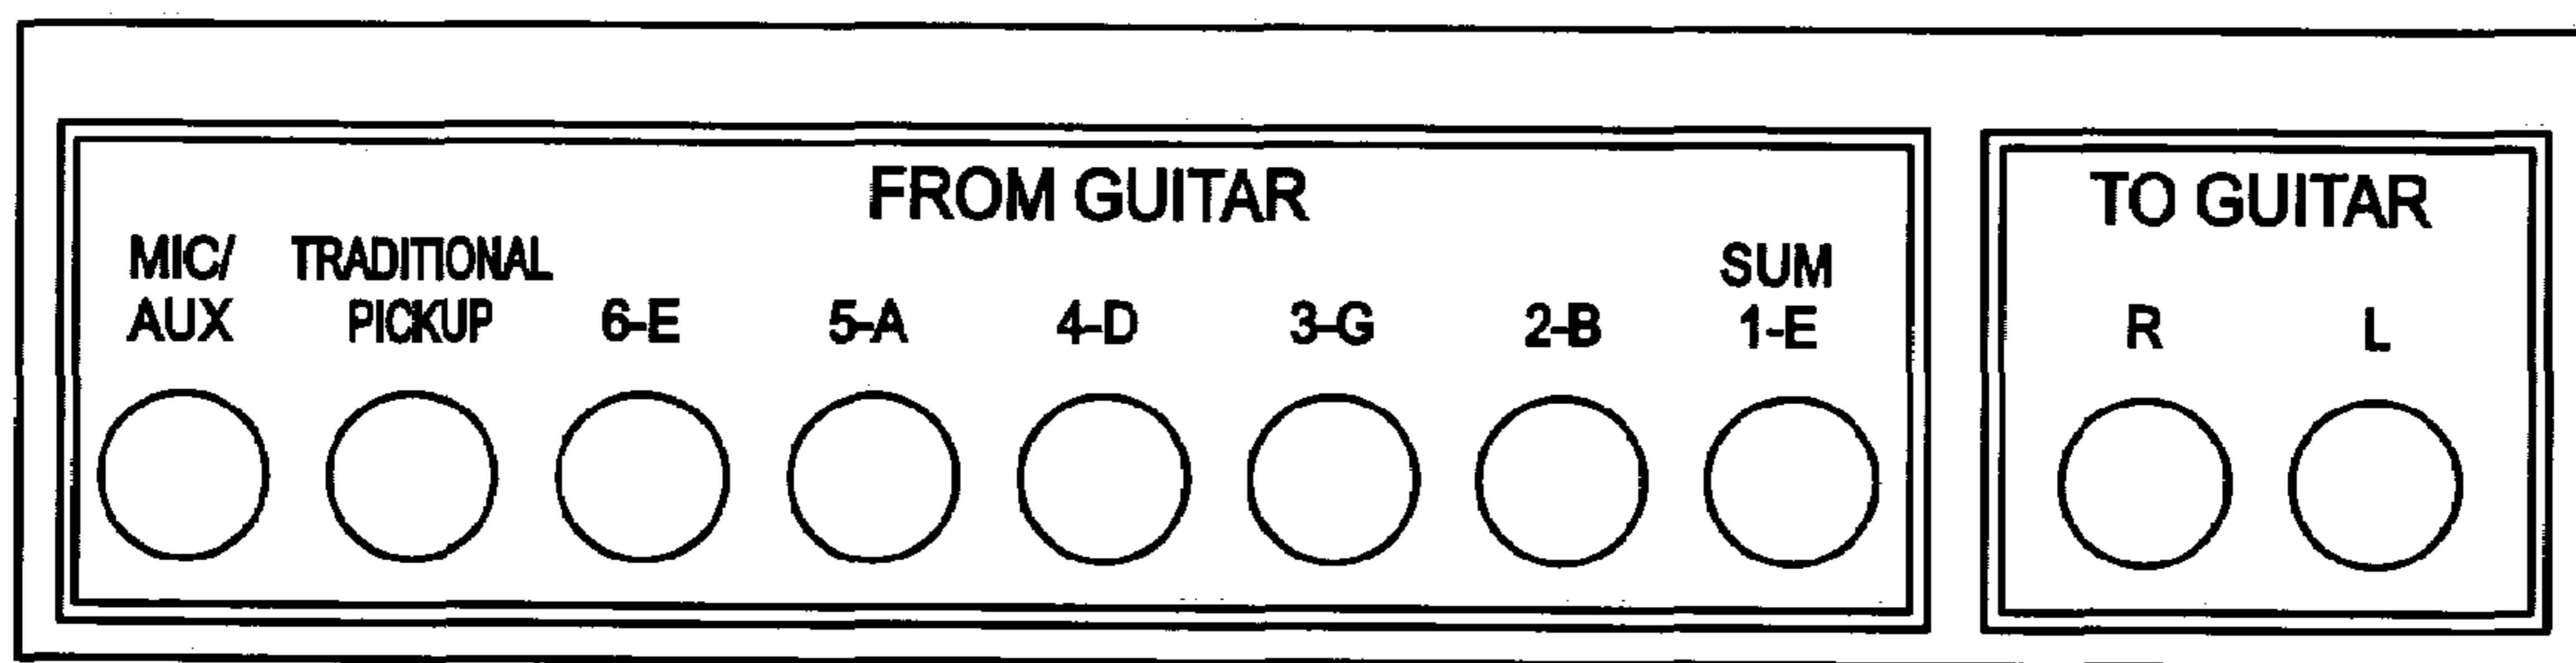 FROM GUITAR
MIC/
AUX
TRADITIONAL
PICKUP
6-E
5-A
4-D
3-G
2-B
SUM
1-E
TO GUITAR
R
L